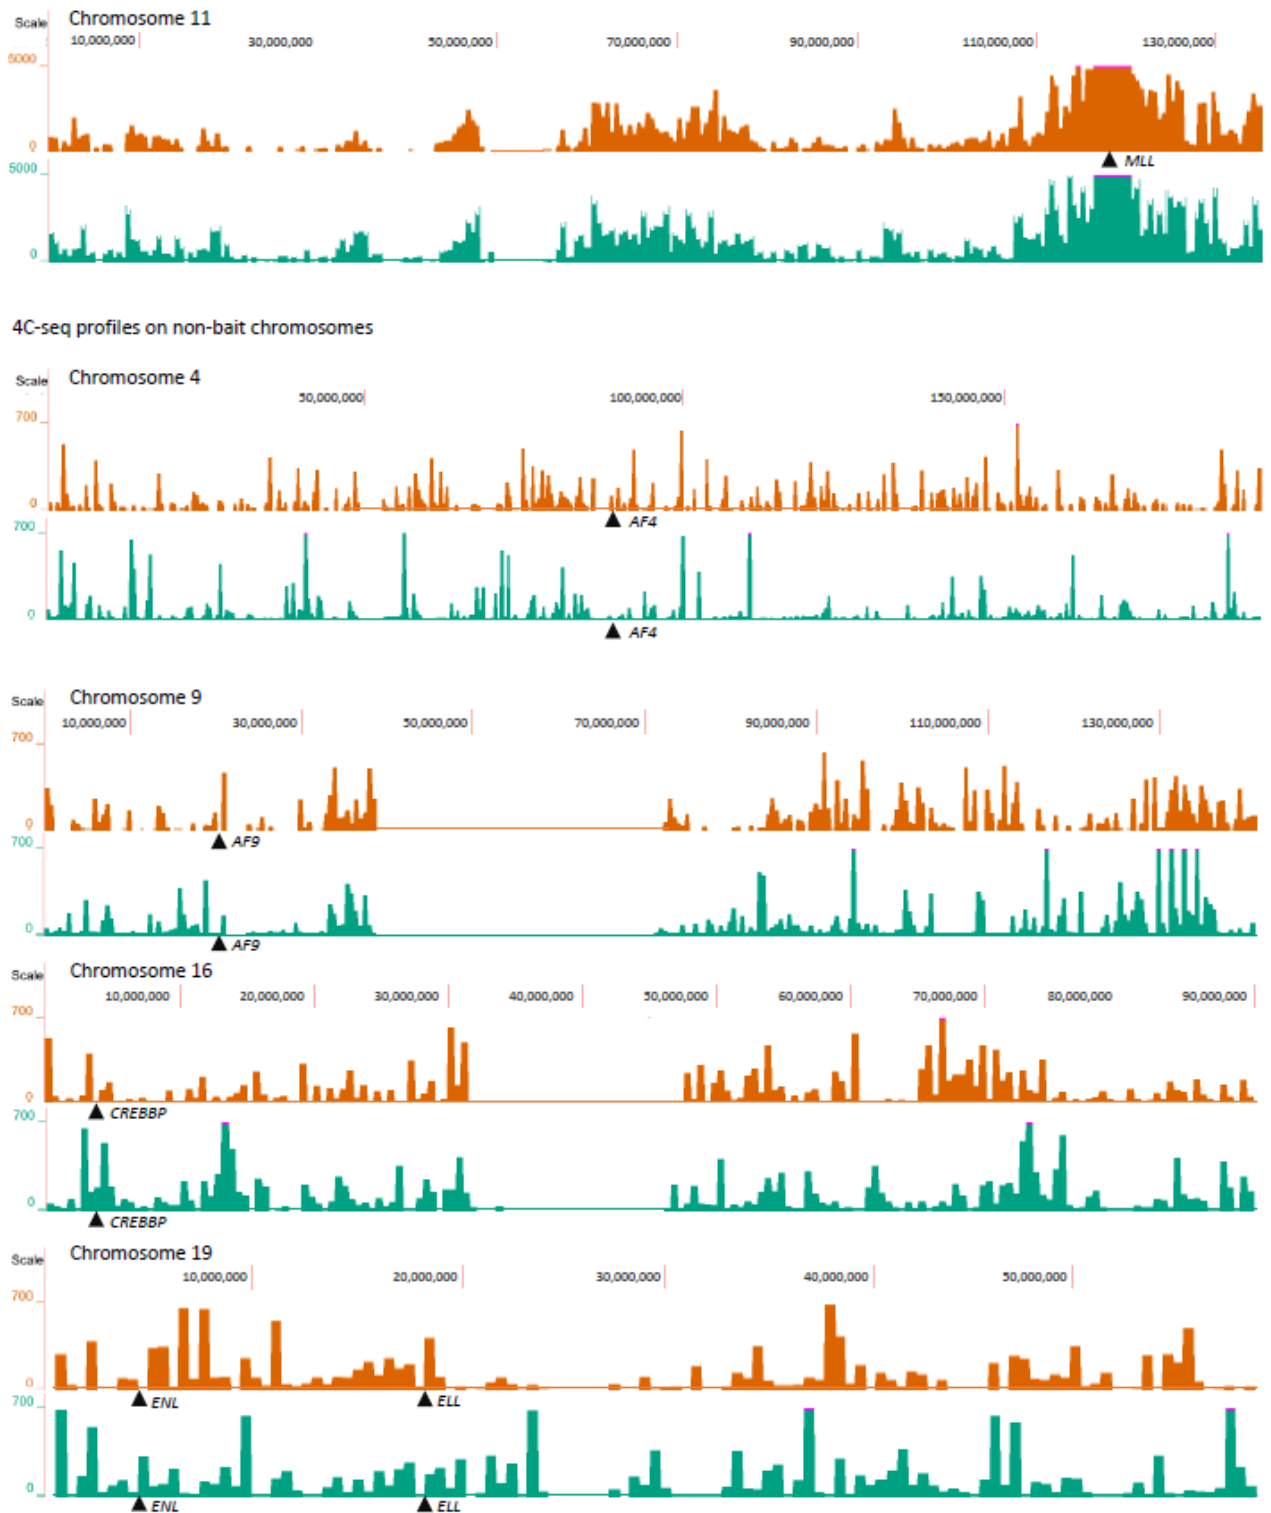 Scale Chromosome 11
10,000,000 30,000,000 50,000,000 70,000,000 90,000,000 110,000,000 130,000,000
5000
0
MLL
5000
0
4C-seq profiles on non-bait chromosomes
Scale Chromosome 4
50,000,000 100,000,000 150,000,000
700
0
AF4
700
0
AF4
Scale Chromosome 9
10,000,000 30,000,000 50,000,000 70,000,000 90,000,000 110,000,000 130,000,000
700
0
AF9
700
0
AF9
Scale Chromosome 16
10,000,000 20,000,000 30,000,000 40,000,000 50,000,000 60,000,000 70,000,000 80,000,000 90,000,000
700
0
CREBBP
700
0
CREBBP
Scale Chromosome 19
10,000,000 20,000,000 30,000,000 40,000,000 50,000,000
700
0
ENL ELL
700
0
ENL ELL